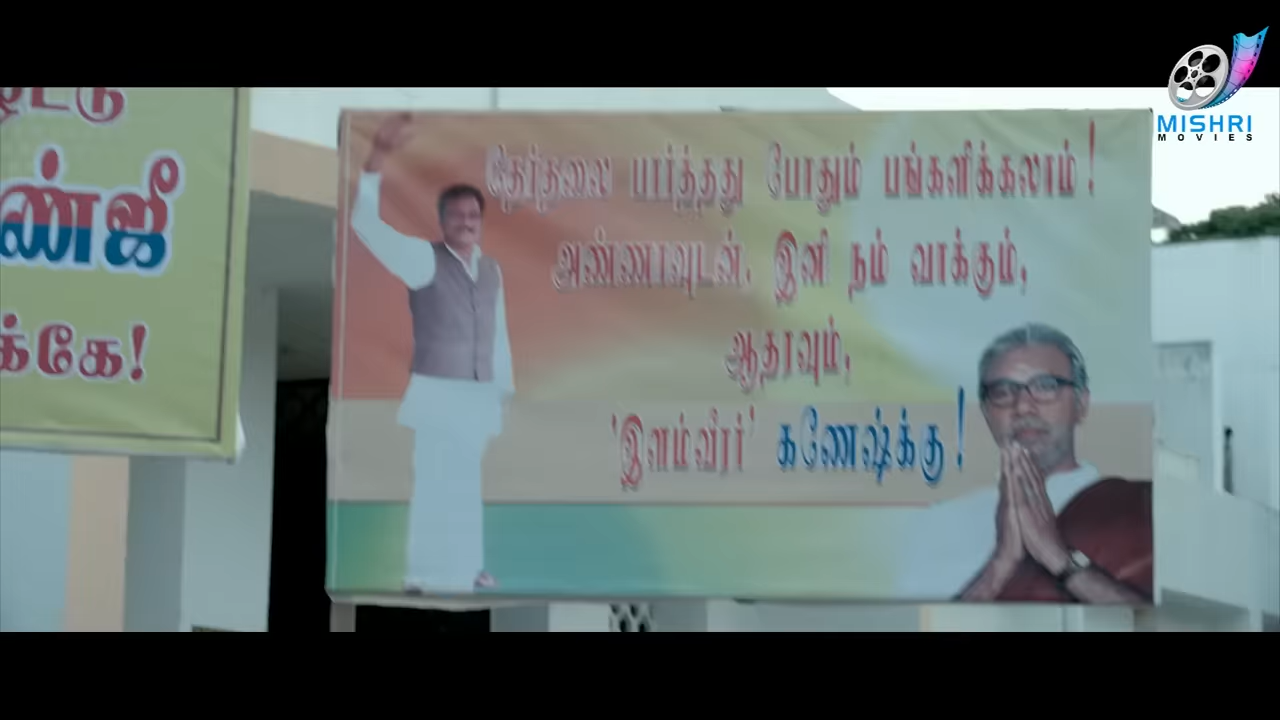 ண்ஜீ
க்கே!
தேர்தலை பார்த்தது போதும் பங்களிக்கலாம்!
அண்ணாவுடன். இனி நம் வாக்கும்,
ஆதரவும்,
'இளம்வீரர்' கணேஷ்க்கு!
MISHRI
MOVIES